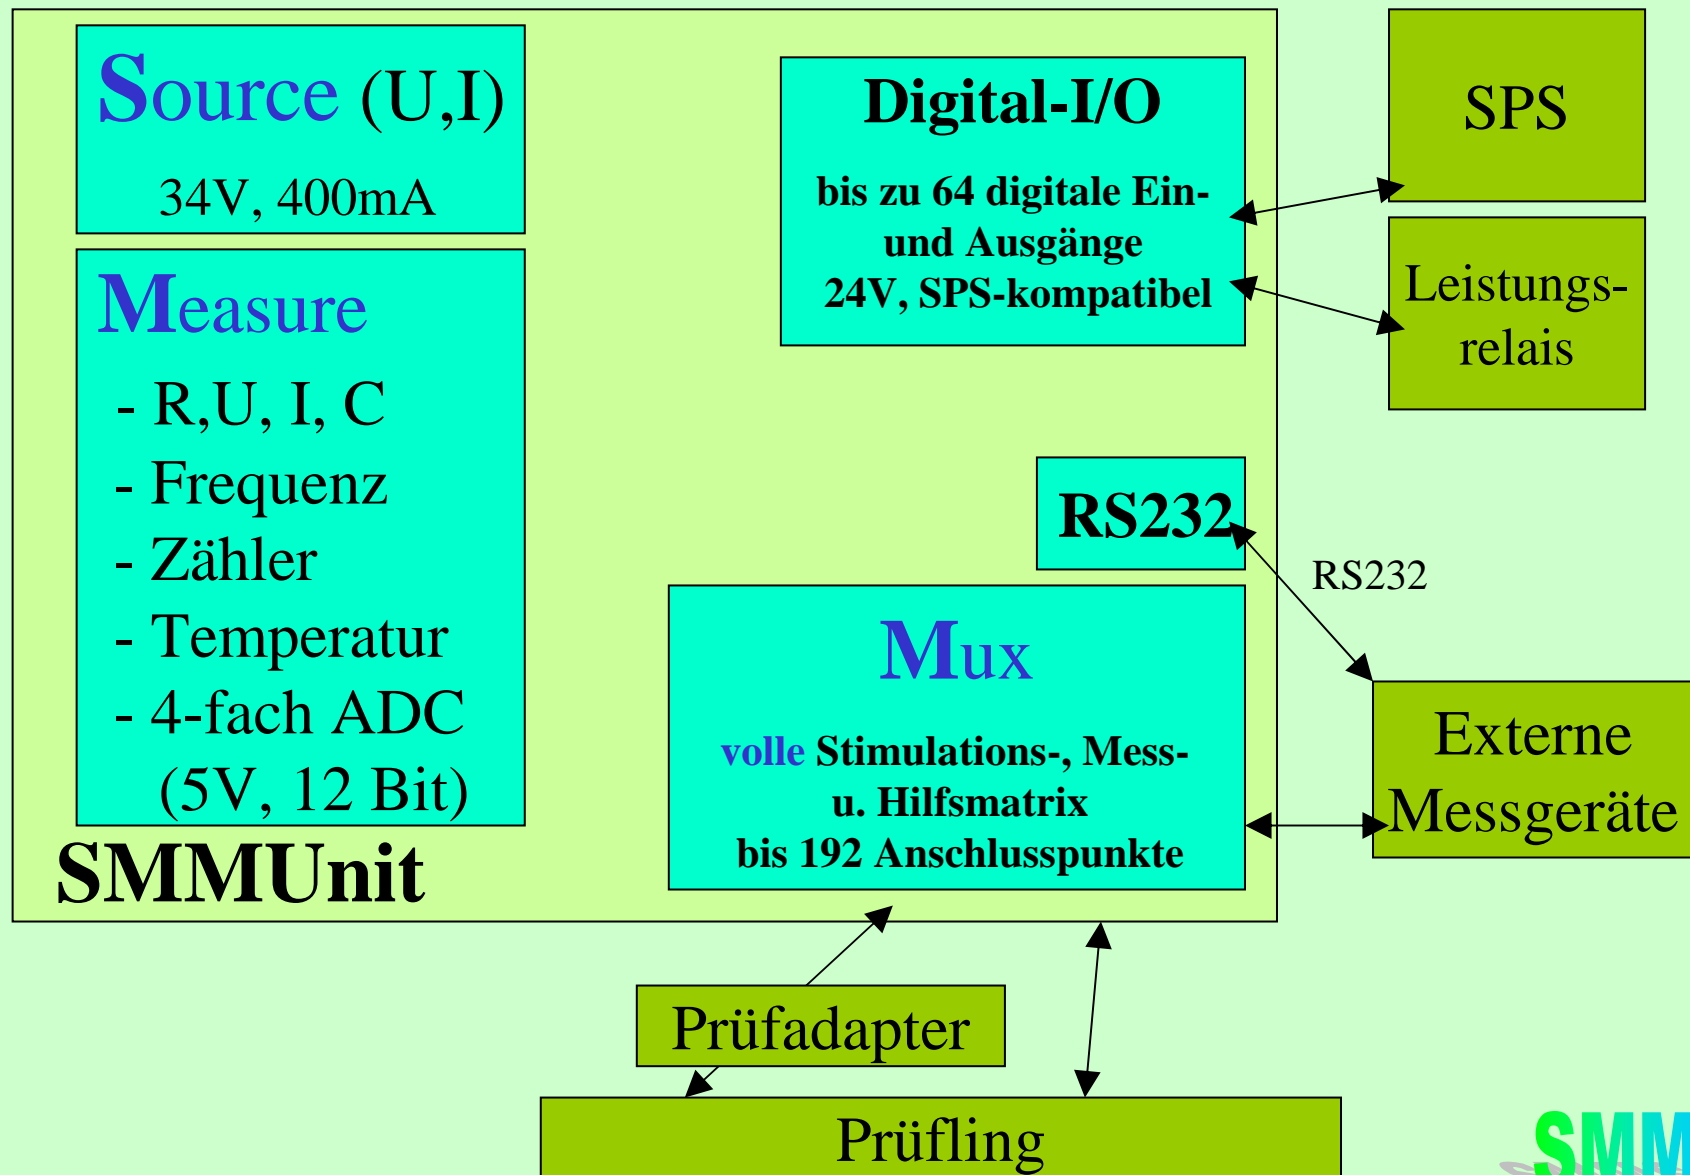 Source (U,I)
34V, 400mA
Measure
- R,U, I, C
- Frequenz
- Zähler
- Temperatur
- 4-fach ADC
(5V, 12 Bit)
SMMUnit
Digital-I/O
bis zu 64 digitale Ein-
und Ausgänge
24V, SPS-kompatibel
RS232
Mux
volle Stimulations-, Mess-
u. Hilfsmatrix
bis 192 Anschlusspunkte
SPS
Leistungs-
relais
RS232
Externe
Messgeräte
Prüfadapter
Prüfling
SMM